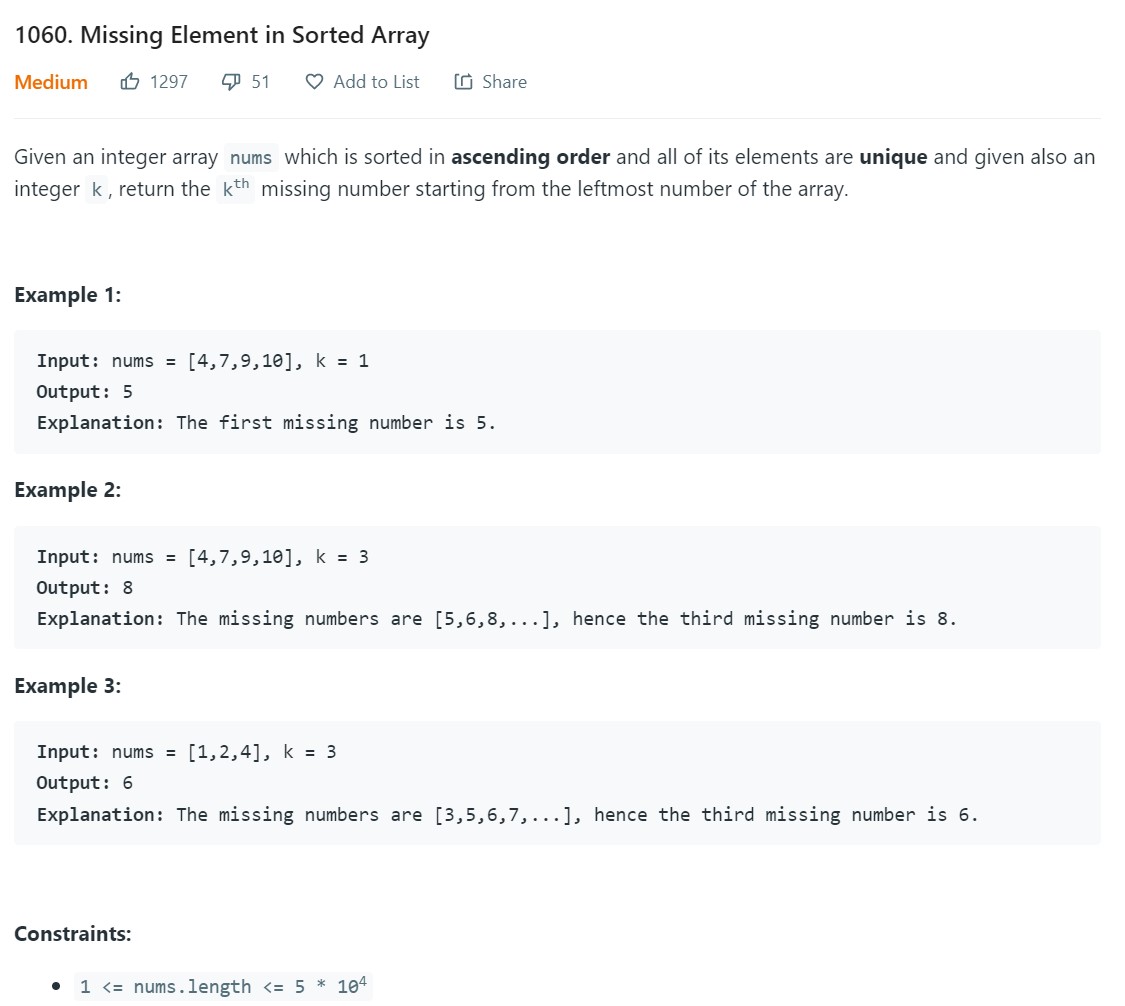 1060. Missing Element in Sorted Array
Medium 1297 51 Add to List Share
Given an integer array nums which is sorted in ascending order and all of its elements are unique and given also an
integer k, return the kth missing number starting from the leftmost number of the array.
Example 1:
Input: nums = [4,7,9,10], k = 1
Output: 5
Explanation: The first missing number is 5.
Example 2:
Input: nums = [4,7,9,10], k = 3
Output: 8
Explanation: The missing numbers are [5,6,8,...], hence the third missing number is 8.
Example 3:
Input: nums = [1,2,4], k = 3
Output: 6
Explanation: The missing numbers are [3,5,6,7,...], hence the third missing number is 6.
Constraints:
• 1 <= nums.length <= 5 * 10⁴